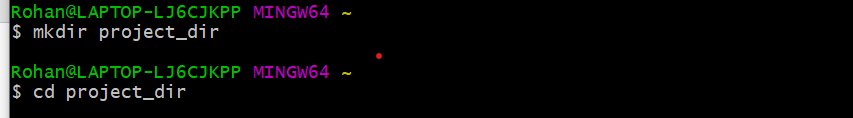 Rohan@LAPTOP-LJ6CJKPP MINGW64 ~
$ mkdir project_dir
Rohan@LAPTOP-LJ6CJKPP MINGW64 ~
$ cd project_dir